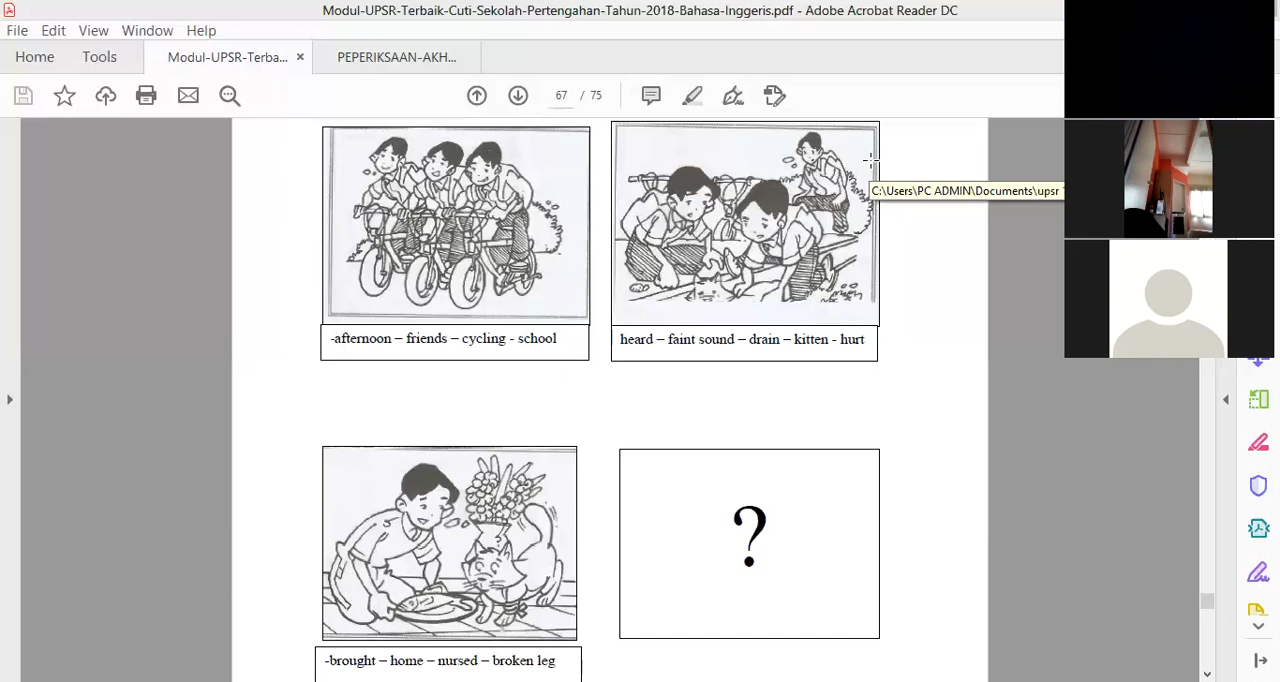 Modul-UPSR-Terbaik-Cuti-Sekolah-Pertengahan-Tahun-2018-Bahasa-Inggeris.pdf - Adobe Acrobat Reader DC
File Edit View Window Help
Home Tools Modul-UPSR-Terba... × PEPERIKSAAN-AKH...
67 / 75
C:\Users\PC ADMIN\Documents\upsr
-afternoon – friends – cycling - school
heard – faint sound – drain – kitten - hurt
?
-brought – home – nursed – broken leg